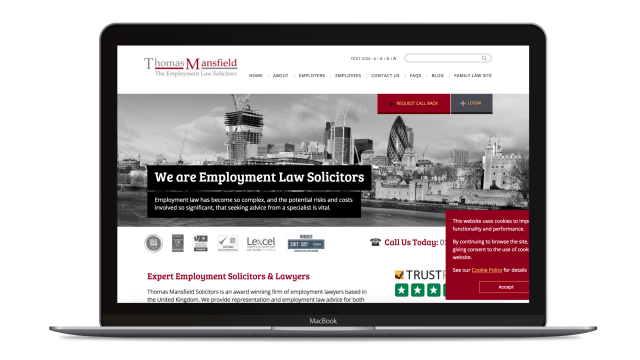 Thomas Mansfield
The Employment Law Solicitors
TEXT SIZE: A | A | A | A
HOME | ABOUT | EMPLOYERS | EMPLOYEES | CONTACT US | FAQS | BLOG | FAMILY LAW SITE
REQUEST CALL BACK
LOGIN
We are Employment Law Solicitors
Employment law has become so complex, and the potential risks and costs
involved so significant, that seeking advice from a specialist is vital.
This website uses cookies to imp
functionality and performance.
By continuing to browse the site,
giving consent to the use of cook
website.
See our Cookie Policy for details
Accept
Lexcel
WINNER
2017
Call Us Today: 0
Expert Employment Solicitors & Lawyers
Thomas Mansfield Solicitors is an award winning firm of employment lawyers based in
the United Kingdom. We provide representation and employment law advice for both
TRUST
MacBook